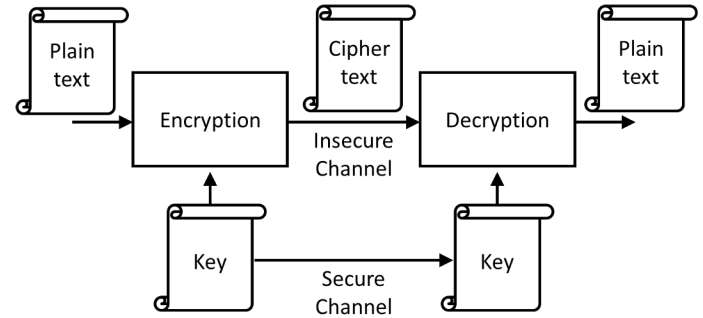 Plain
text
Cipher
text
Plain
text
Encryption
Insecure
Channel
Decryption
Key
Secure
Channel
Key